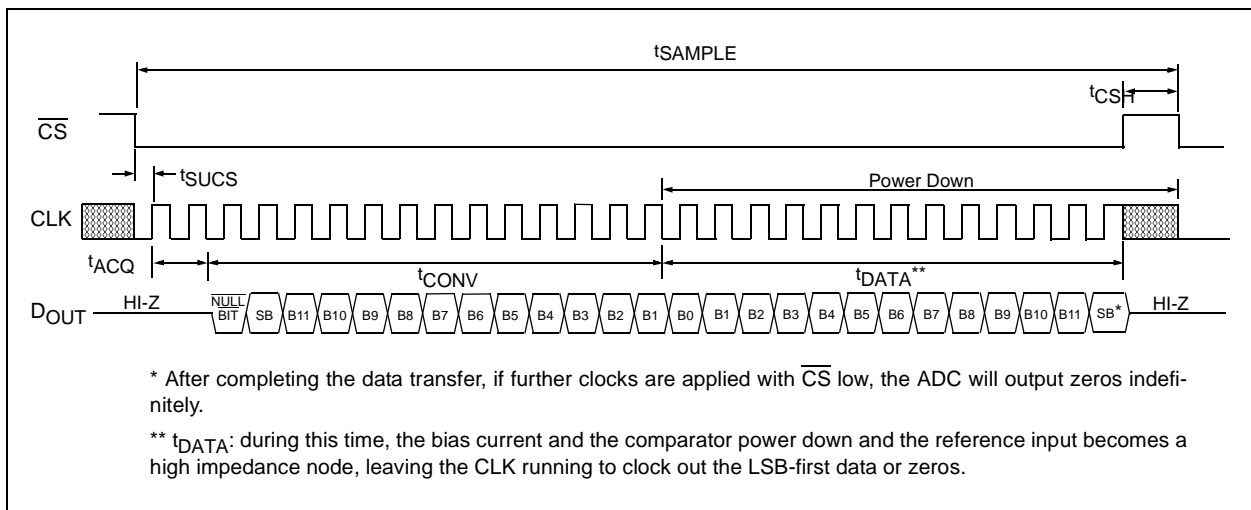 tSAMPLE
tCSH
CS
tSUCS
Power Down
CLK
tACQ
tCONV
tDATA**
HI-Z
NULL
BIT SB B11 B10 B9 B8 B7 B6 B5 B4 B3 B2 B1 B0 B1 B2 B3 B4 B5 B6 B7 B8 B9 B10 B11 SB*
HI-Z
DOUT
* After completing the data transfer, if further clocks are applied with CS low, the ADC will output zeros indefi-
nitely.
** tDATA: during this time, the bias current and the comparator power down and the reference input becomes a
high impedance node, leaving the CLK running to clock out the LSB-first data or zeros.